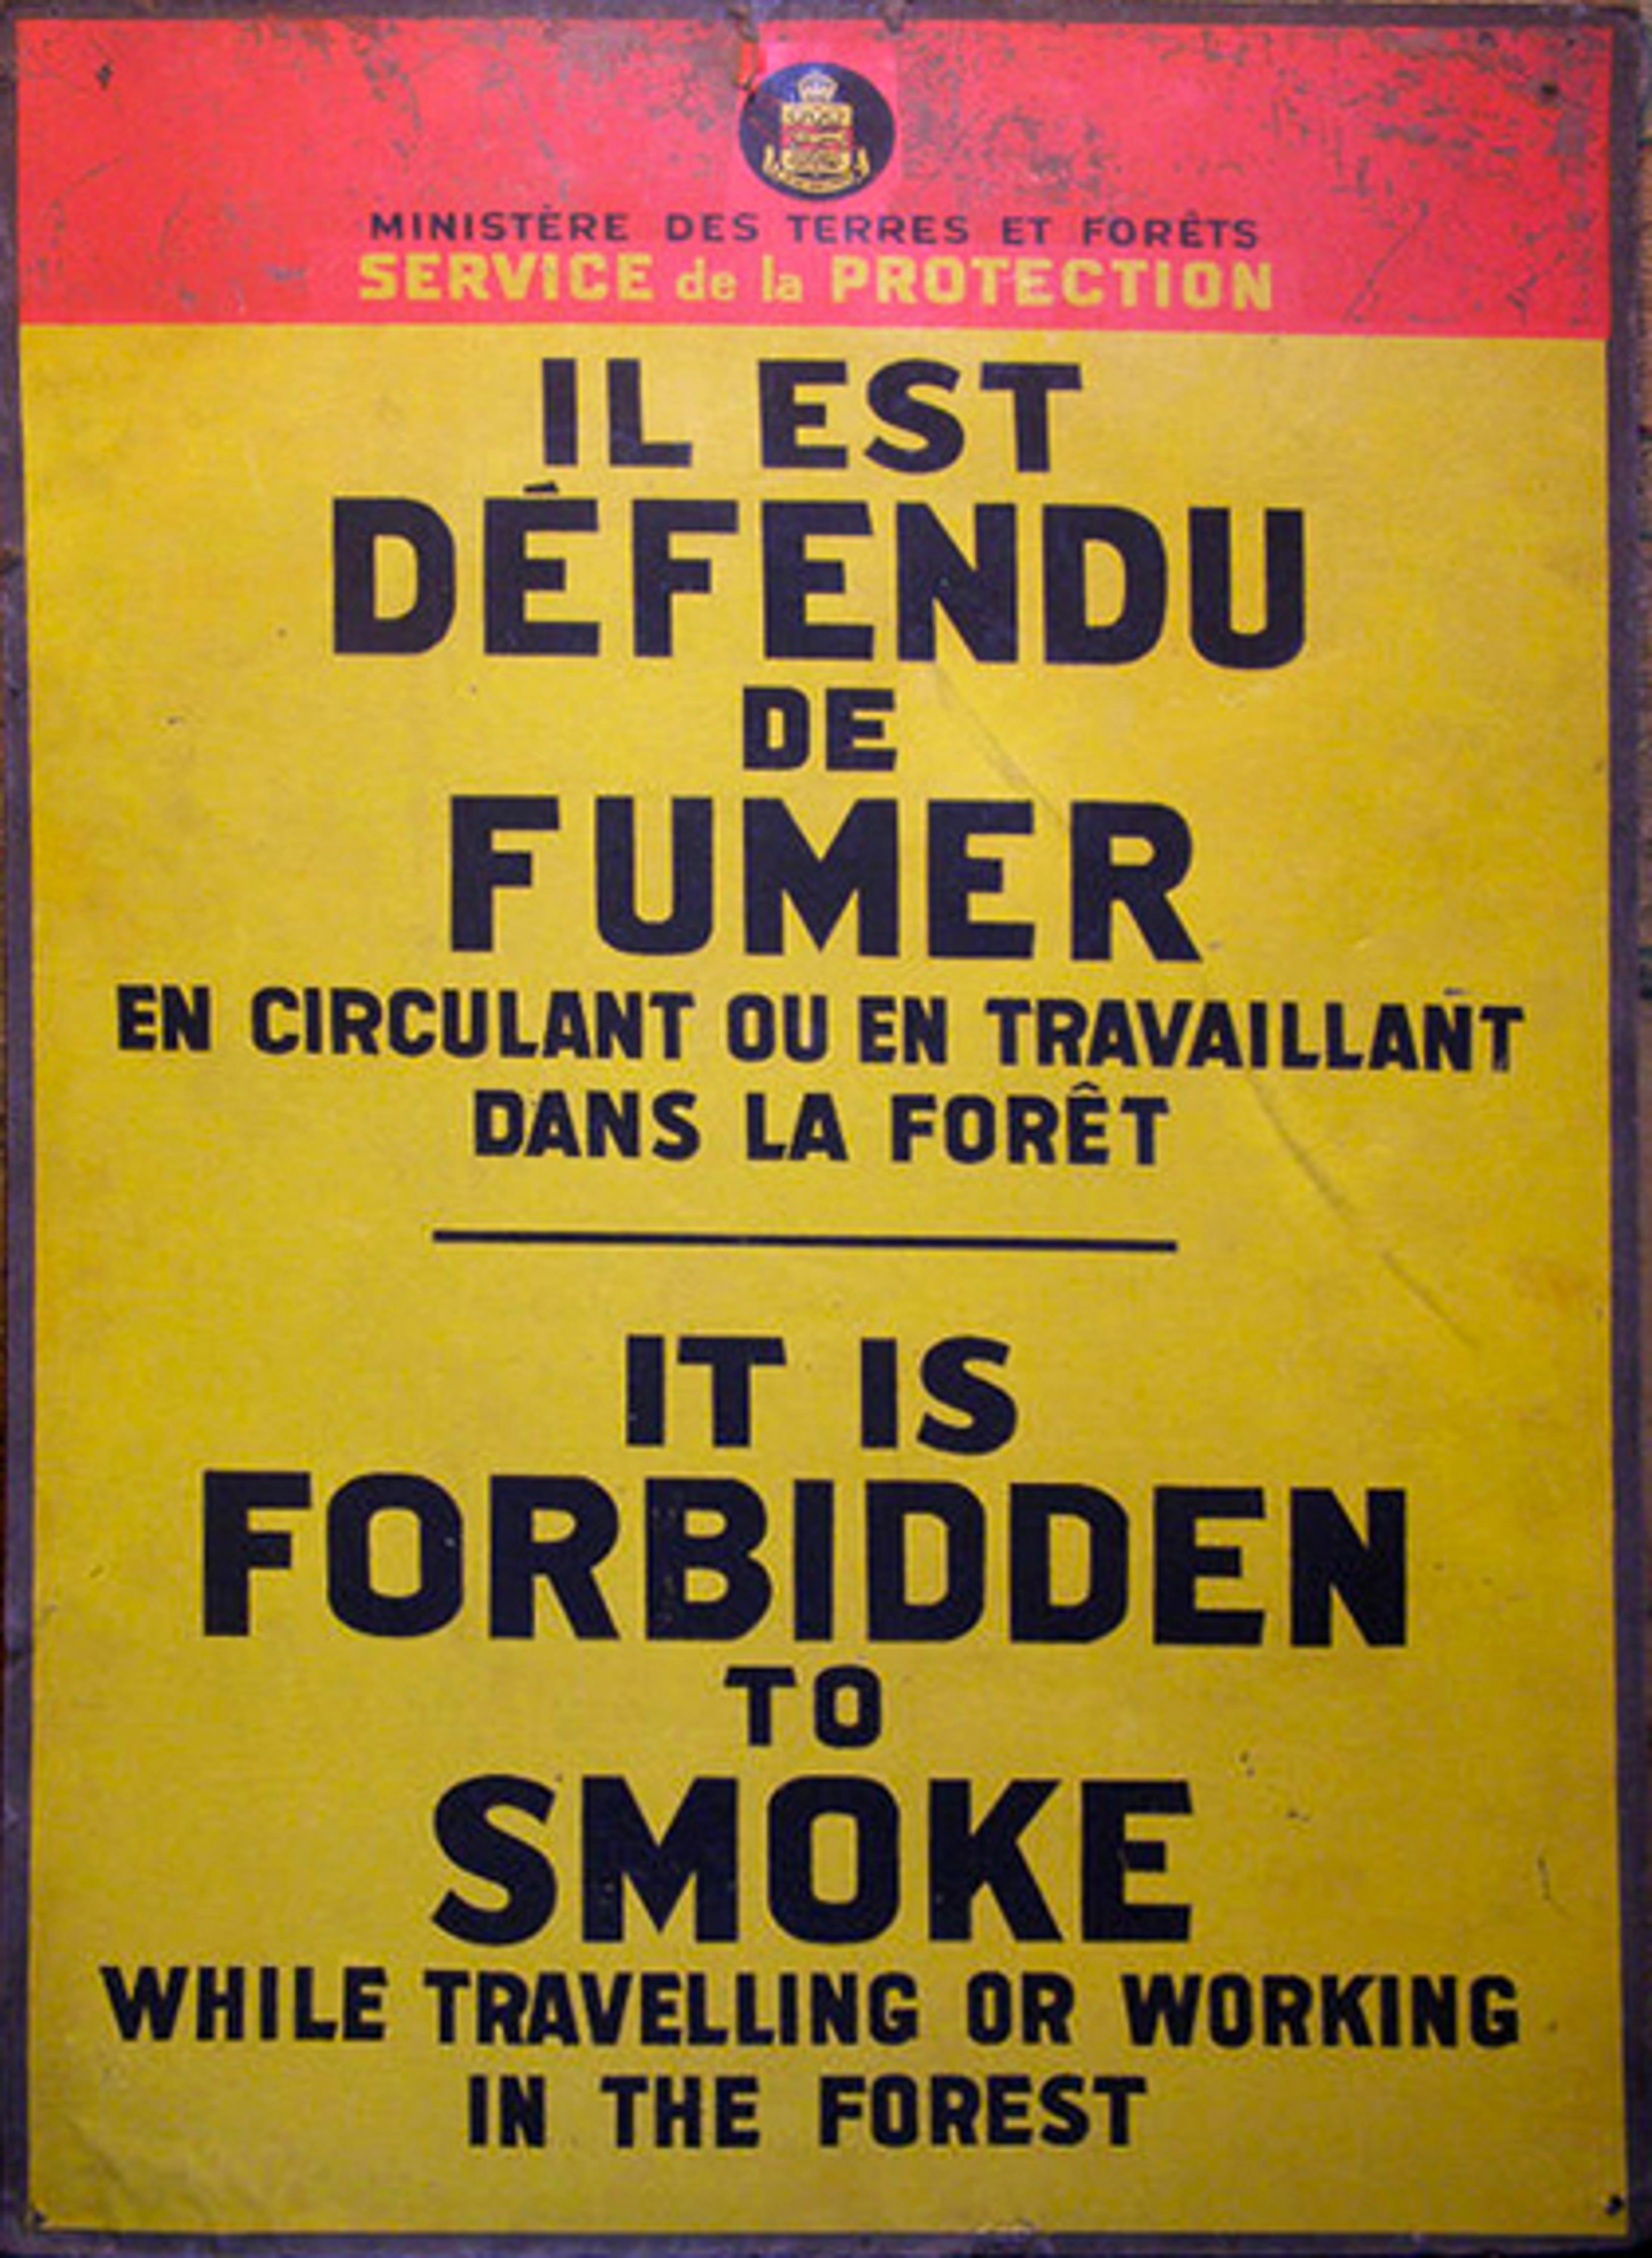 MINISTÈRE DES TERRES ET FORÊTS
SERVICE de la PROTECTION
IL EST
DÉFENDU
DE
FUMER
EN CIRCULANT OU EN TRAVAILLANT
DANS LA FORÊT
IT IS
FORBIDDEN
TO
SMOKE
WHILE TRAVELLING OR WORKING
IN THE FOREST